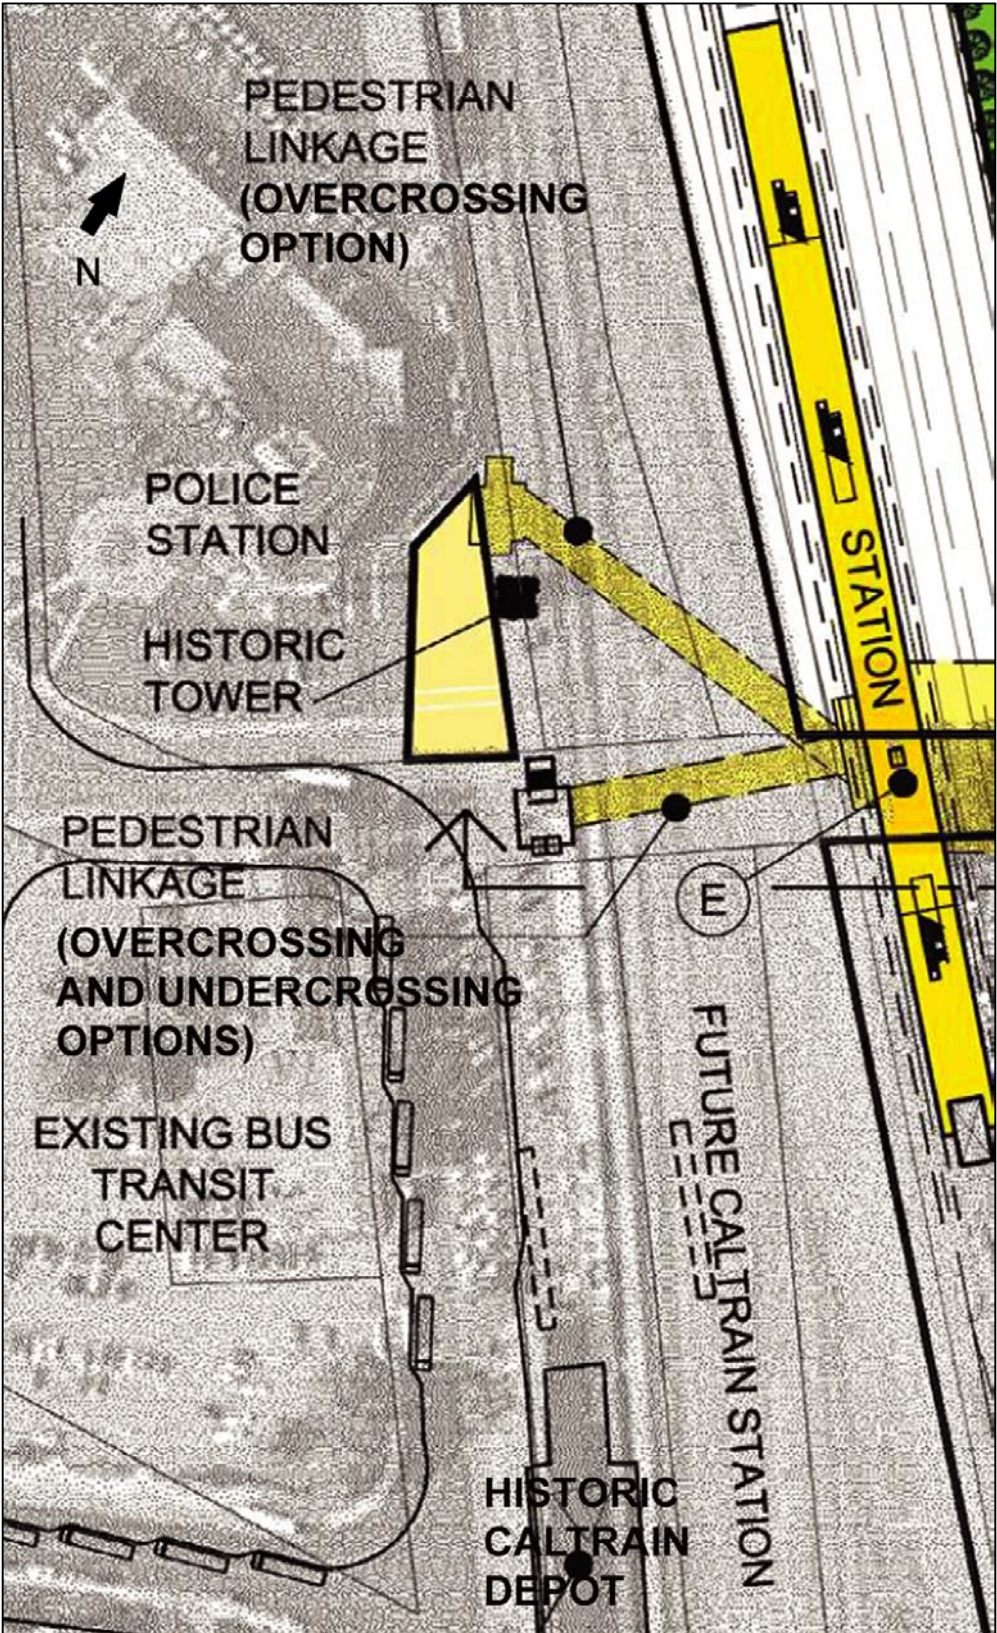 PEDESTRIAN
LINKAGE
(OVERCROSSING
OPTION)
N
POLICE
STATION
STATION
HISTORIC
TOWER
PEDESTRIAN
LINKAGE
(OVERCROSSING
AND UNDERCROSSING
OPTIONS)
E
FUTURE CALTRAIN STATION
EXISTING BUS
TRANSIT
CENTER
HISTORIC
CALTRAIN
DEPOT